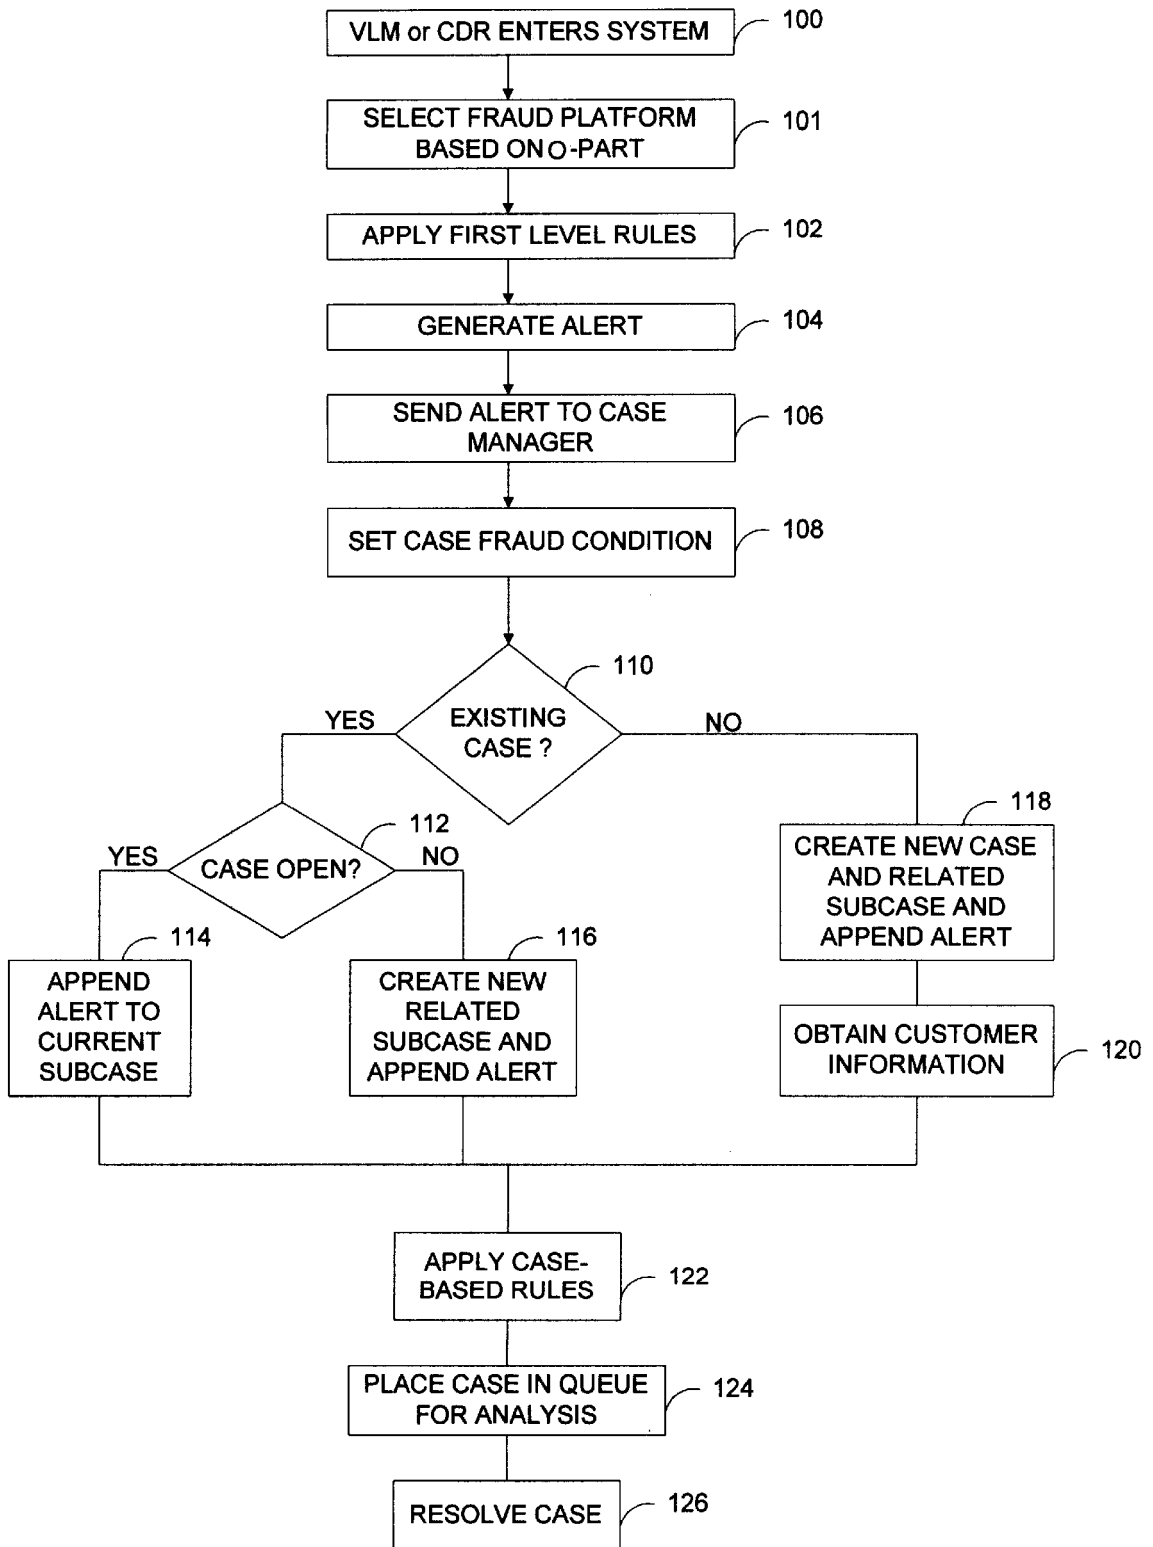 VLM or CDR ENTERS SYSTEM
100
SELECT FRAUD PLATFORM
BASED ON O-PART
101
APPLY FIRST LEVEL RULES
102
GENERATE ALERT
104
SEND ALERT TO CASE
MANAGER
106
SET CASE FRAUD CONDITION
108
110
EXISTING
CASE ?
YES
NO
112
CASE OPEN?
YES
NO
118
CREATE NEW CASE
AND RELATED
SUBCASE AND
APPEND ALERT
114
APPEND
ALERT TO
CURRENT
SUBCASE
116
CREATE NEW
RELATED
SUBCASE AND
APPEND ALERT
OBTAIN CUSTOMER
INFORMATION
120
APPLY CASE-
BASED RULES
122
PLACE CASE IN QUEUE
FOR ANALYSIS
124
RESOLVE CASE
126